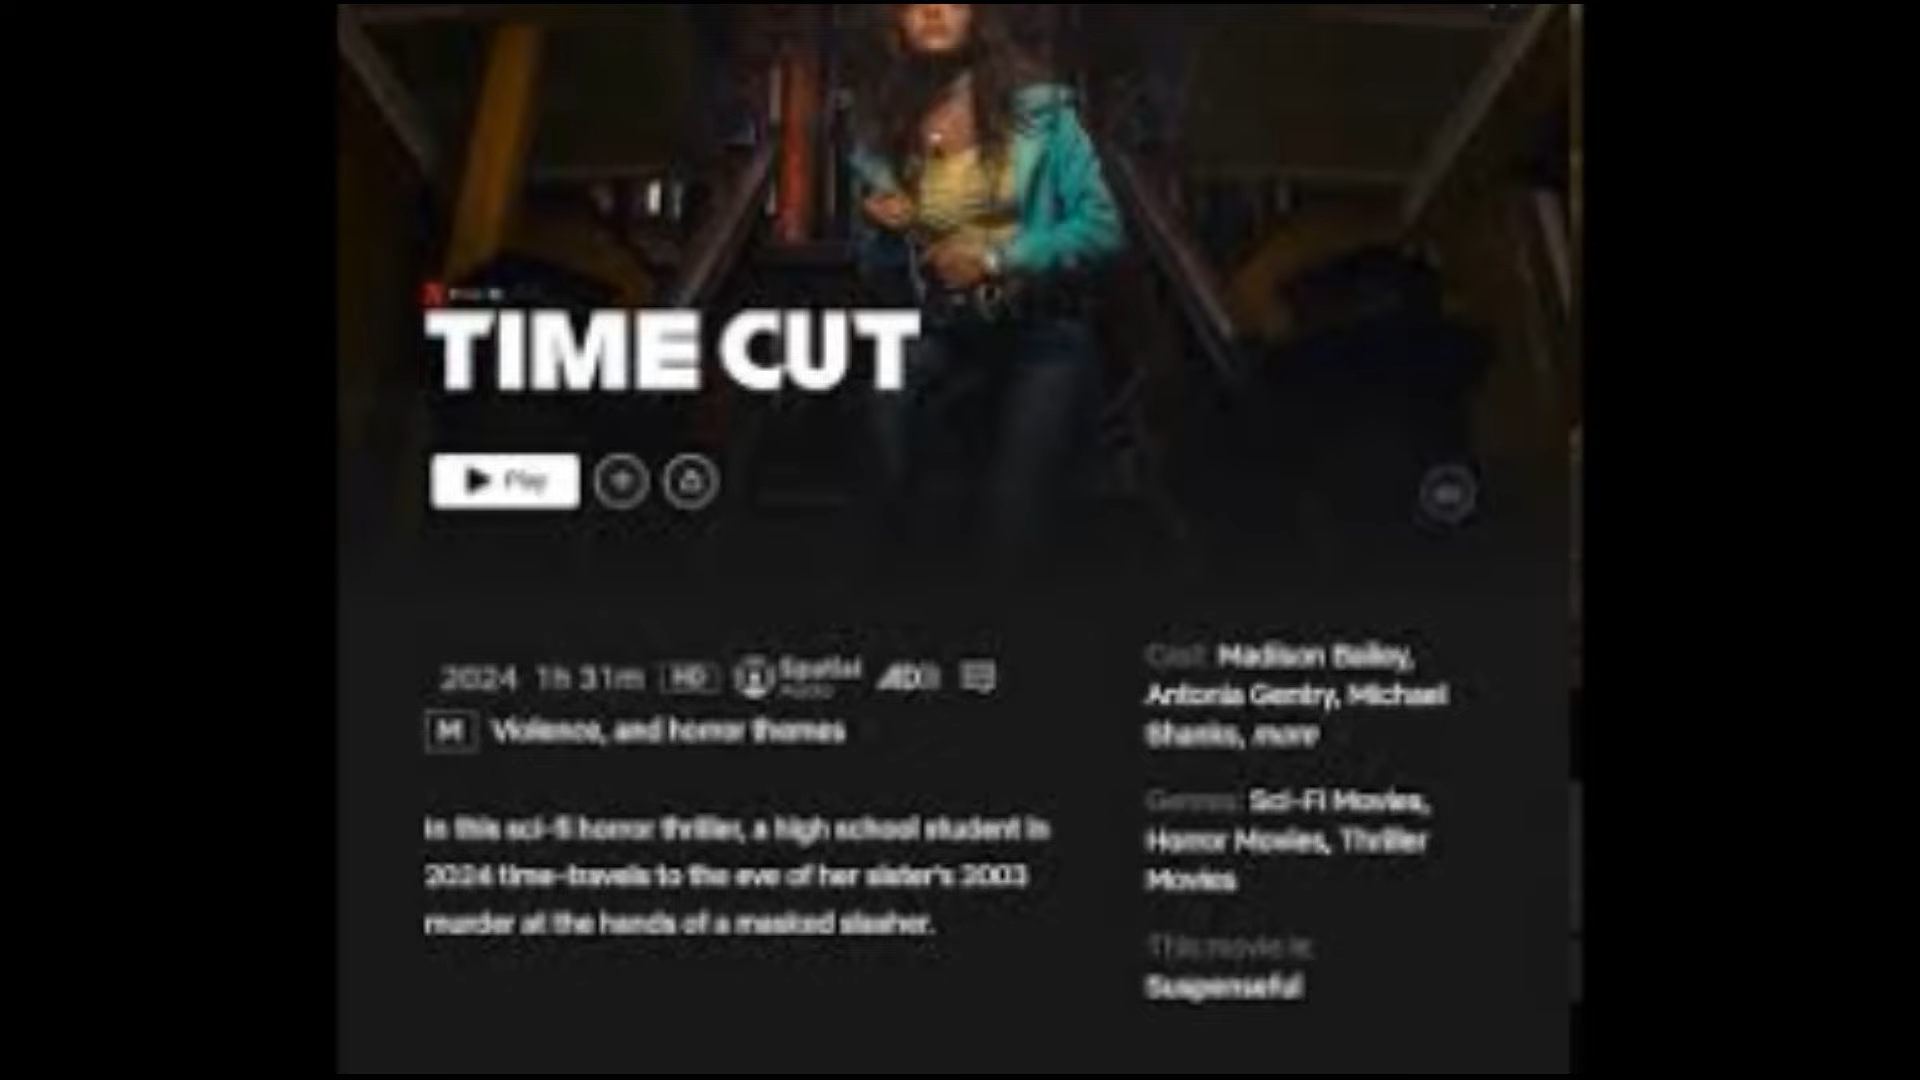 TIME CUT
Play
2024 1h 31m HD Spatial Audio AD
M Violence, and horror themes
In this sci-fi horror thriller, a high school student in
2024 time-travels to the eve of her sister's 2003
murder at the hands of a masked slasher.
Cast: Madison Bailey,
Antonia Gentry, Michael
Shanks, more
Genres: Sci-Fi Movies,
Horror Movies, Thriller
Movies
This movie is:
Suspenseful